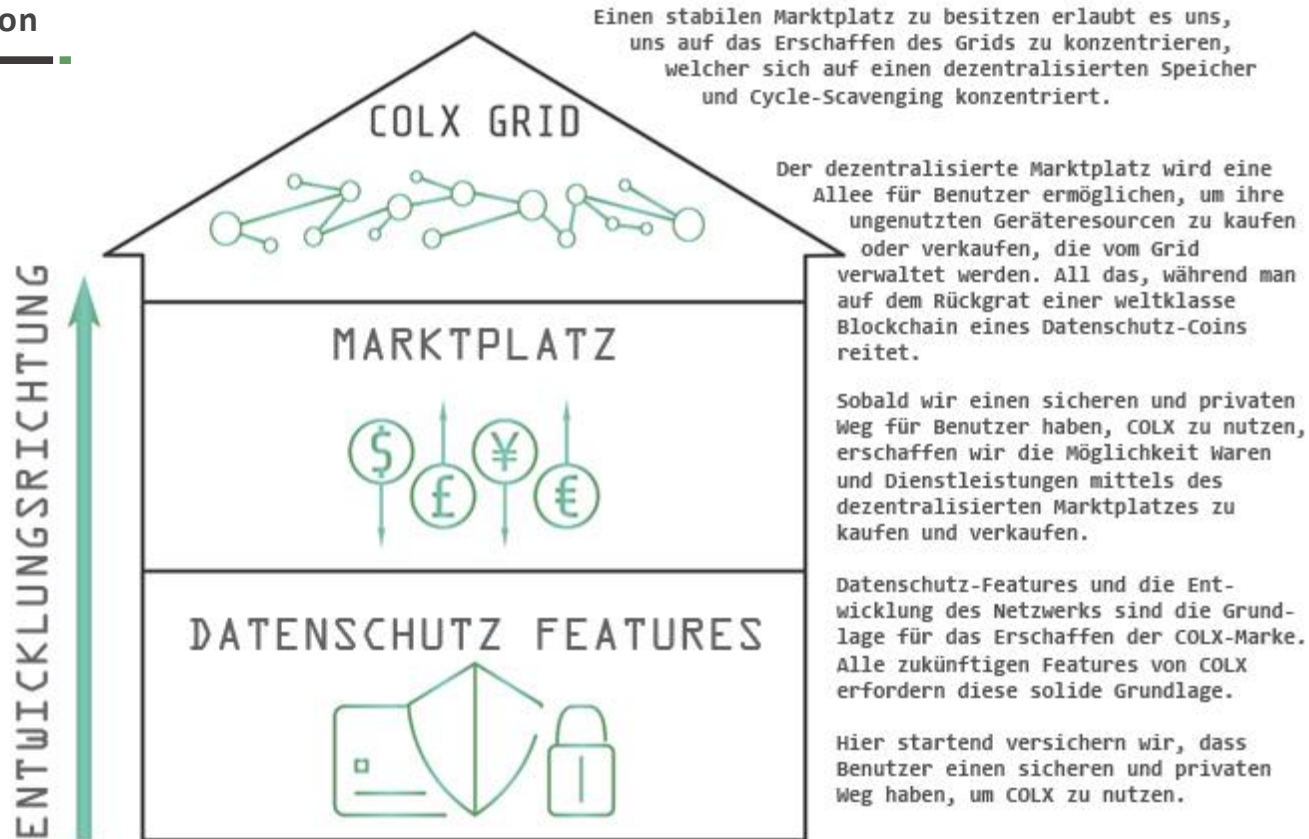 on
Einen stabilen Marktplatz zu besitzen erlaubt es uns,
uns auf das Erschaffen des Grids zu konzentrieren,
welcher sich auf einen dezentralisierten Speicher
und Cycle-Scavenging konzentriert.
COLX GRID
Der dezentralisierte Marktplatz wird eine
Allee für Benutzer ermöglichen, um ihre
ungenutzten Geräteresourcen zu kaufen
oder verkaufen, die vom Grid
verwaltet werden. All das, während man
auf dem Rückgrat einer weltklasse
Blockchain eines Datenschutz-Coins
reitet.
MARKTPLATZ
$ £ ¥ €
Sobald wir einen sicheren und privaten
Weg für Benutzer haben, COLX zu nutzen,
erschaffen wir die Möglichkeit Waren
und Dienstleistungen mittels des
dezentralisierten Marktplatzes zu
kaufen und verkaufen.
DATENSCHUTZ FEATURES
Datenschutz-Features und die Ent-
wicklung des Netzwerks sind die Grund-
lage für das Erschaffen der COLX-Marke.
Alle zukünftigen Features von COLX
erfordern diese solide Grundlage.
Hier startend versichern wir, dass
Benutzer einen sicheren und privaten
Weg haben, um COLX zu nutzen.
ENTWICKLUNGSRICHTUNG